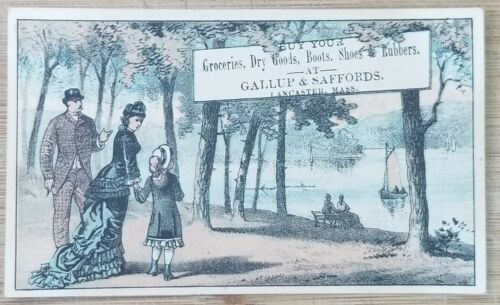 BUY YOUR
Groceries, Dry Goods, Boots, Shoes & Rubbers.
— AT —
GALLUP & SAFFORDS.
LANCASTER, MASS.